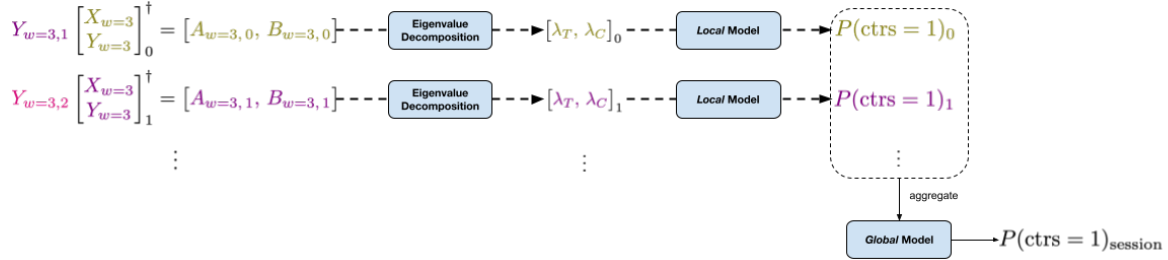 Y_{w=3,1} [X_{w=3} Y_{w=3}]^†_0 = [A_{w=3,0}, B_{w=3,0}] Eigenvalue Decomposition [λ_T, λ_C]_0 Local Model P(ctrs = 1)_0
Y_{w=3,2} [X_{w=3} Y_{w=3}]^†_1 = [A_{w=3,1}, B_{w=3,1}] Eigenvalue Decomposition [λ_T, λ_C]_1 Local Model P(ctrs = 1)_1
⋮ ⋮ ⋮
aggregate
Global Model P(ctrs = 1)_{session}